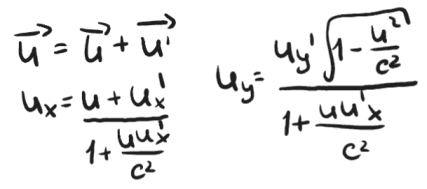 u⃗ = u⃗ + u⃗'
uₓ = (u + u'ₓ) / (1 + uu'ₓ/c²)
u_y = (u_y' √(1 - u²/c²)) / (1 + uu'ₓ/c²)